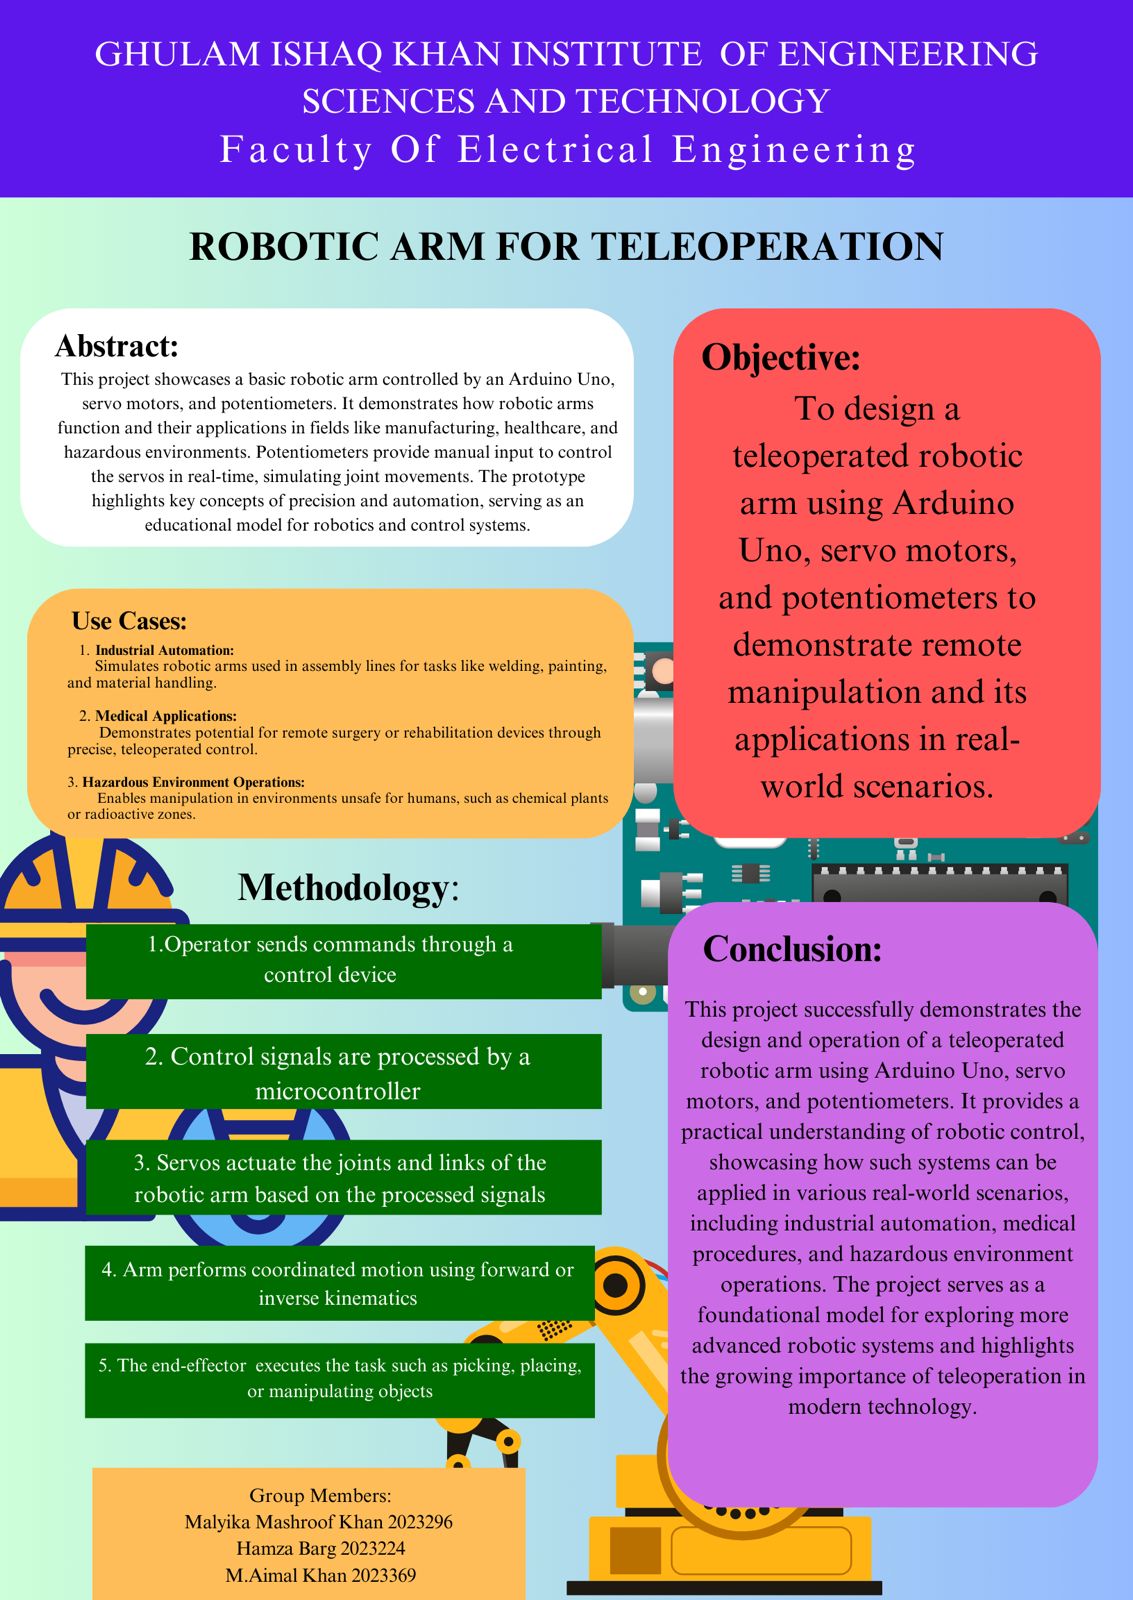 GHULAM ISHAQ KHAN INSTITUTE OF ENGINEERING
SCIENCES AND TECHNOLOGY
Faculty Of Electrical Engineering
ROBOTIC ARM FOR TELEOPERATION
Abstract:
This project showcases a basic robotic arm controlled by an Arduino Uno,
servo motors, and potentiometers. It demonstrates how robotic arms
function and their applications in fields like manufacturing, healthcare, and
hazardous environments. Potentiometers provide manual input to control
the servos in real-time, simulating joint movements. The prototype
highlights key concepts of precision and automation, serving as an
educational model for robotics and control systems.
Objective:
To design a
teleoperated robotic
arm using Arduino
Uno, servo motors,
and potentiometers to
demonstrate remote
manipulation and its
applications in real-
world scenarios.
Use Cases:
1. Industrial Automation:
Simulates robotic arms used in assembly lines for tasks like welding, painting,
and material handling.
2. Medical Applications:
Demonstrates potential for remote surgery or rehabilitation devices through
precise, teleoperated control.
3. Hazardous Environment Operations:
Enables manipulation in environments unsafe for humans, such as chemical plants
or radioactive zones.
Methodology:
1.Operator sends commands through a
control device
2. Control signals are processed by a
microcontroller
3. Servos actuate the joints and links of the
robotic arm based on the processed signals
4. Arm performs coordinated motion using forward or
inverse kinematics
5. The end-effector executes the task such as picking, placing,
or manipulating objects
Conclusion:
This project successfully demonstrates the
design and operation of a teleoperated
robotic arm using Arduino Uno, servo
motors, and potentiometers. It provides a
practical understanding of robotic control,
showcasing how such systems can be
applied in various real-world scenarios,
including industrial automation, medical
procedures, and hazardous environment
operations. The project serves as a
foundational model for exploring more
advanced robotic systems and highlights
the growing importance of teleoperation in
modern technology.
Group Members:
Malyika Mashroof Khan 2023296
Hamza Barg 2023224
M.Aimal Khan 2023369